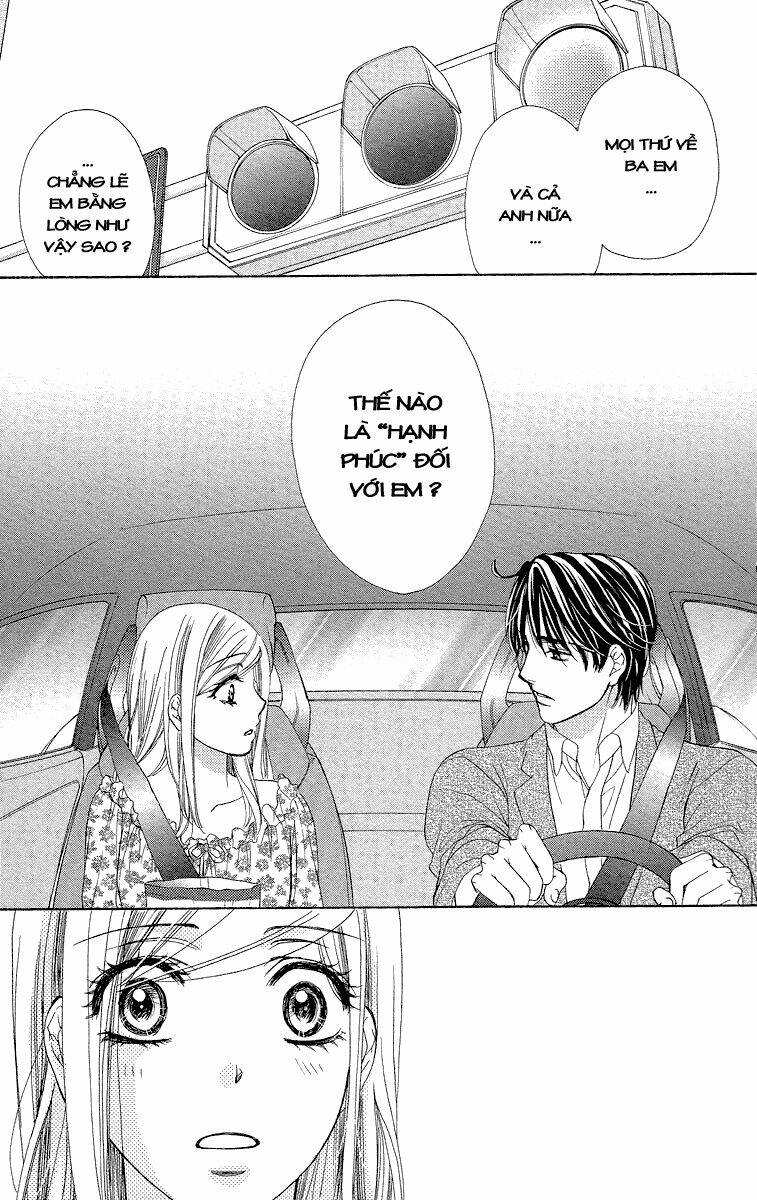 MỌI THỨ VỀ
BA EM
...
VÀ CẢ
ANH NỮA
...
...
CHẲNG LẼ
EM BẰNG
LÒNG NHƯ
VẬY SAO ?
THẾ NÀO
LÀ “HẠNH
PHÚC” ĐỐI
VỚI EM ?